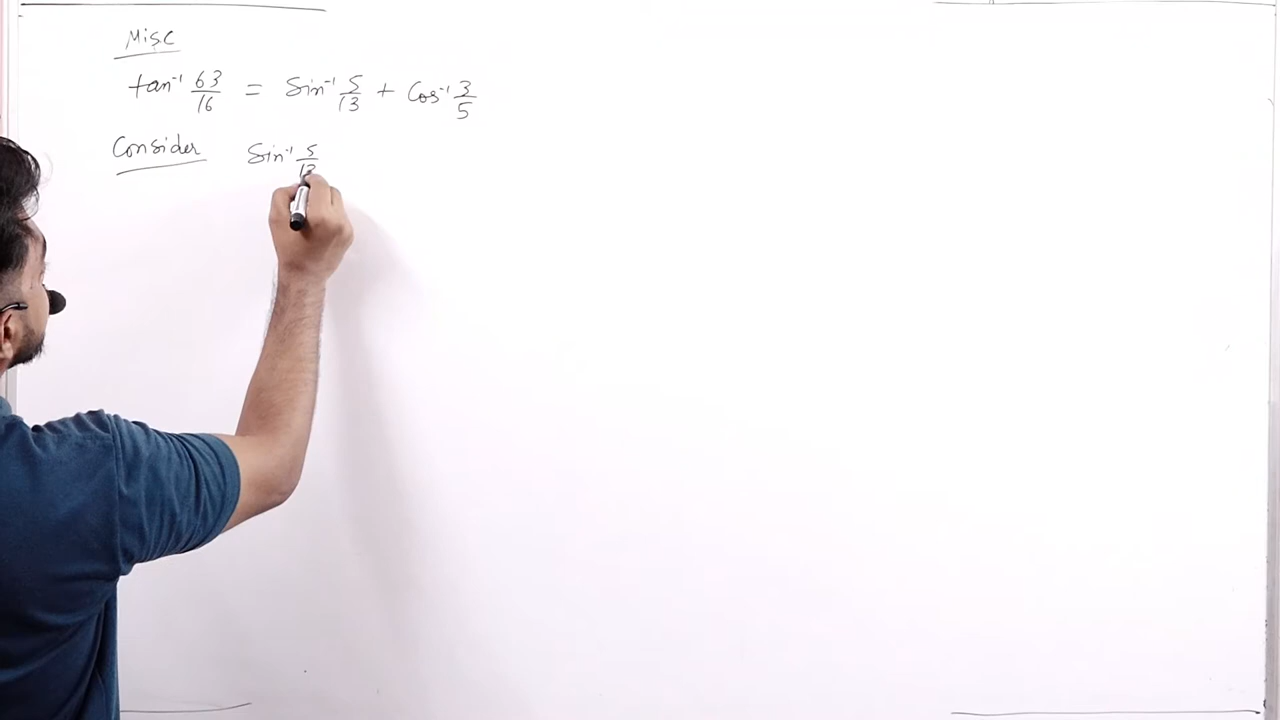 Misc
tan⁻¹ 63/16 = Sin⁻¹ 5/13 + Cos⁻¹ 3/5
Consider Sin⁻¹ 5/13